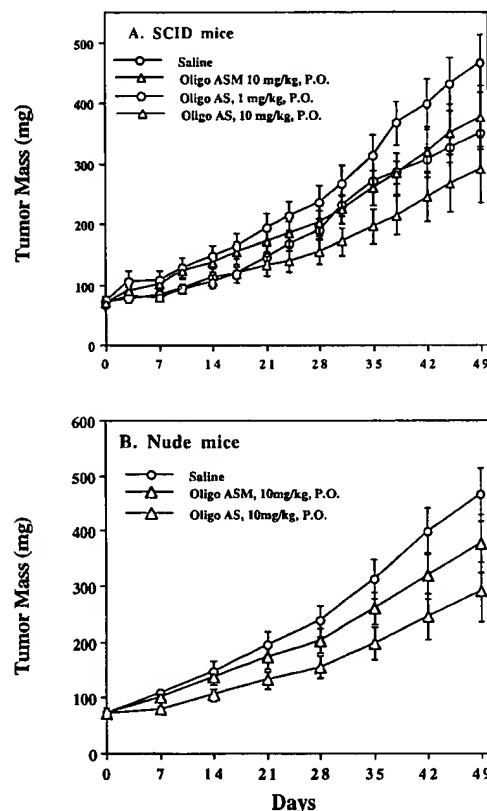 A. SCID mice
Saline
Oligo ASM 10 mg/kg, P.O.
Oligo AS, 1 mg/kg, P.O.
Oligo AS, 10 mg/kg, P.O.
Tumor Mass (mg)
500
400
300
200
100
0
0 7 14 21 28 35 42 49
B. Nude mice
Saline
Oligo ASM, 10mg/kg, P.O.
Oligo AS, 10mg/kg, P.O.
Tumor Mass (mg)
600
500
400
300
200
100
0
0 7 14 21 28 35 42 49
Days